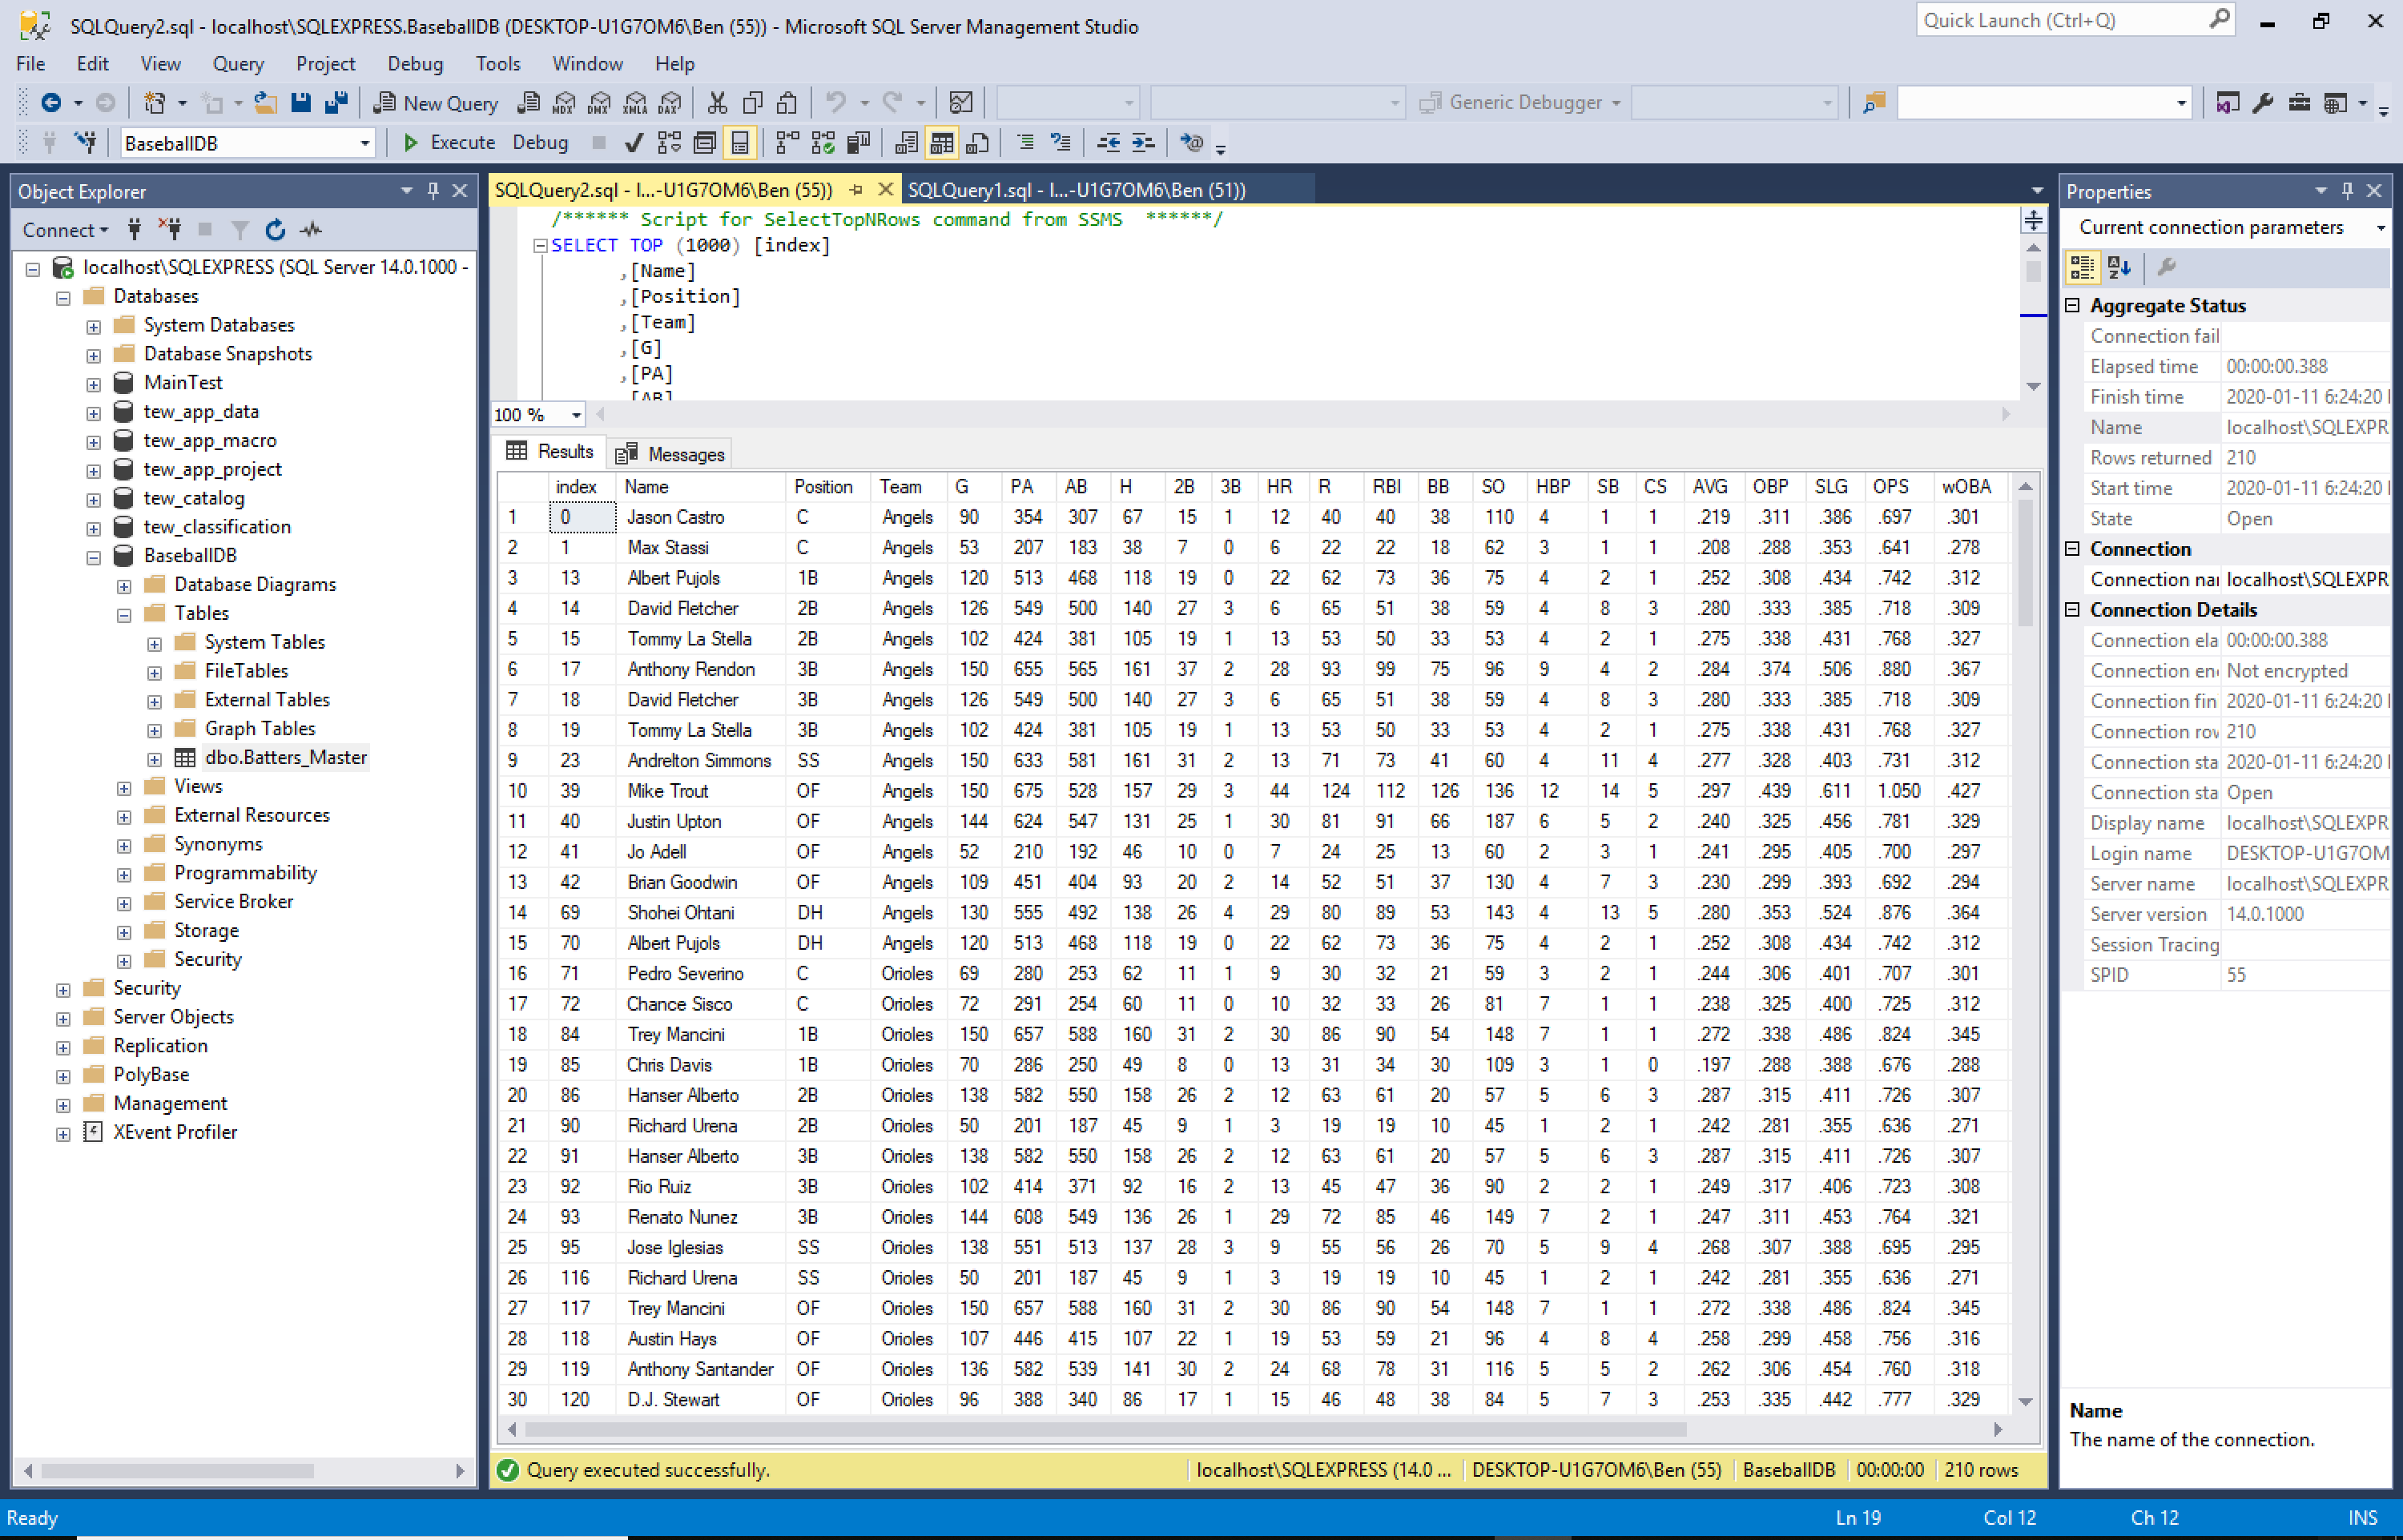 SQLQuery2.sql - localhost\SQLEXPRESS.BaseballDB (DESKTOP-U1G7OM6\Ben (55)) - Microsoft SQL Server Management Studio
Quick Launch (Ctrl+Q)
File Edit View Query Project Debug Tools Window Help
New Query MDX DMX XMLA DAX Generic Debugger
BaseballDB Execute Debug
Object Explorer
Connect
localhost\SQLEXPRESS (SQL Server 14.0.1000 -
Databases
System Databases
Database Snapshots
MainTest
tew_app_data
tew_app_macro
tew_app_project
tew_catalog
tew_classification
BaseballDB
Database Diagrams
Tables
System Tables
FileTables
External Tables
Graph Tables
dbo.Batters_Master
Views
External Resources
Synonyms
Programmability
Service Broker
Storage
Security
Security
Server Objects
Replication
PolyBase
Management
XEvent Profiler
SQLQuery2.sql - l...-U1G7OM6\Ben (55)) SQLQuery1.sql - l...-U1G7OM6\Ben (51))
/****** Script for SelectTopNRows command from SSMS ******/
SELECT TOP (1000) [index]
,[Name]
,[Position]
,[Team]
,[G]
,[PA]
,[AB]
100 %
Results Messages
index Name Position Team G PA AB H 2B 3B HR R RBI BB SO HBP SB CS AVG OBP SLG OPS wOBA
1 0 Jason Castro C Angels 90 354 307 67 15 1 12 40 40 38 110 4 1 1 .219 .311 .386 .697 .301
2 1 Max Stassi C Angels 53 207 183 38 7 0 6 22 22 18 62 3 1 1 .208 .288 .353 .641 .278
3 13 Albert Pujols 1B Angels 120 513 468 118 19 0 22 62 73 36 75 4 2 1 .252 .308 .434 .742 .312
4 14 David Fletcher 2B Angels 126 549 500 140 27 3 6 65 51 38 59 4 8 3 .280 .333 .385 .718 .309
5 15 Tommy La Stella 2B Angels 102 424 381 105 19 1 13 53 50 33 53 4 2 1 .275 .338 .431 .768 .327
6 17 Anthony Rendon 3B Angels 150 655 565 161 37 2 28 93 99 75 96 9 4 2 .284 .374 .506 .880 .367
7 18 David Fletcher 3B Angels 126 549 500 140 27 3 6 65 51 38 59 4 8 3 .280 .333 .385 .718 .309
8 19 Tommy La Stella 3B Angels 102 424 381 105 19 1 13 53 50 33 53 4 2 1 .275 .338 .431 .768 .327
9 23 Andrelton Simmons SS Angels 150 633 581 161 31 2 13 71 73 41 60 4 11 4 .277 .328 .403 .731 .312
10 39 Mike Trout OF Angels 150 675 528 157 29 3 44 124 112 126 136 12 14 5 .297 .439 .611 1.050 .427
11 40 Justin Upton OF Angels 144 624 547 131 25 1 30 81 91 66 187 6 5 2 .240 .325 .456 .781 .329
12 41 Jo Adell OF Angels 52 210 192 46 10 0 7 24 25 13 60 2 3 1 .241 .295 .405 .700 .297
13 42 Brian Goodwin OF Angels 109 451 404 93 20 2 14 52 51 37 130 4 7 3 .230 .299 .393 .692 .294
14 69 Shohei Ohtani DH Angels 130 555 492 138 26 4 29 80 89 53 143 4 13 5 .280 .353 .524 .876 .364
15 70 Albert Pujols DH Angels 120 513 468 118 19 0 22 62 73 36 75 4 2 1 .252 .308 .434 .742 .312
16 71 Pedro Severino C Orioles 69 280 253 62 11 1 9 30 32 21 59 3 2 1 .244 .306 .401 .707 .301
17 72 Chance Sisco C Orioles 72 291 254 60 11 0 10 32 33 26 81 7 1 1 .238 .325 .400 .725 .312
18 84 Trey Mancini 1B Orioles 150 657 588 160 31 2 30 86 90 54 148 7 1 1 .272 .338 .486 .824 .345
19 85 Chris Davis 1B Orioles 70 286 250 49 8 0 13 31 34 30 109 3 1 0 .197 .288 .388 .676 .288
20 86 Hanser Alberto 2B Orioles 138 582 550 158 26 2 12 63 61 20 57 5 6 3 .287 .315 .411 .726 .307
21 90 Richard Urena 2B Orioles 50 201 187 45 9 1 3 19 19 10 45 1 2 1 .242 .281 .355 .636 .271
22 91 Hanser Alberto 3B Orioles 138 582 550 158 26 2 12 63 61 20 57 5 6 3 .287 .315 .411 .726 .307
23 92 Rio Ruiz 3B Orioles 102 414 371 92 16 2 13 45 47 36 90 2 2 1 .249 .317 .406 .723 .308
24 93 Renato Nunez 3B Orioles 144 608 549 136 26 1 29 72 85 46 149 7 2 1 .247 .311 .453 .764 .321
25 95 Jose Iglesias SS Orioles 138 551 513 137 28 3 9 55 56 26 70 5 9 4 .268 .307 .388 .695 .295
26 116 Richard Urena SS Orioles 50 201 187 45 9 1 3 19 19 10 45 1 2 1 .242 .281 .355 .636 .271
27 117 Trey Mancini OF Orioles 150 657 588 160 31 2 30 86 90 54 148 7 1 1 .272 .338 .486 .824 .345
28 118 Austin Hays OF Orioles 107 446 415 107 22 1 19 53 59 21 96 4 8 4 .258 .299 .458 .756 .316
29 119 Anthony Santander OF Orioles 136 582 539 141 30 2 24 68 78 31 116 5 5 2 .262 .306 .454 .760 .318
30 120 D.J. Stewart OF Orioles 96 388 340 86 17 1 15 46 48 38 84 5 7 3 .253 .335 .442 .777 .329
Query executed successfully. localhost\SQLEXPRESS (14.0 ... DESKTOP-U1G7OM6\Ben (55) BaseballDB 00:00:00 210 rows
Properties
Current connection parameters
Aggregate Status
Connection fail
Elapsed time 00:00:00.388
Finish time 2020-01-11 6:24:20
Name localhost\SQLEXPR
Rows returned 210
Start time 2020-01-11 6:24:20
State Open
Connection
Connection nar localhost\SQLEXPR
Connection Details
Connection ela 00:00:00.388
Connection en Not encrypted
Connection fin 2020-01-11 6:24:20
Connection rov 210
Connection sta 2020-01-11 6:24:20
Connection sta Open
Display name localhost\SQLEXPR
Login name DESKTOP-U1G7OM
Server name localhost\SQLEXPR
Server version 14.0.1000
Session Tracing
SPID 55
Name
The name of the connection.
Ready Ln 19 Col 12 Ch 12 INS